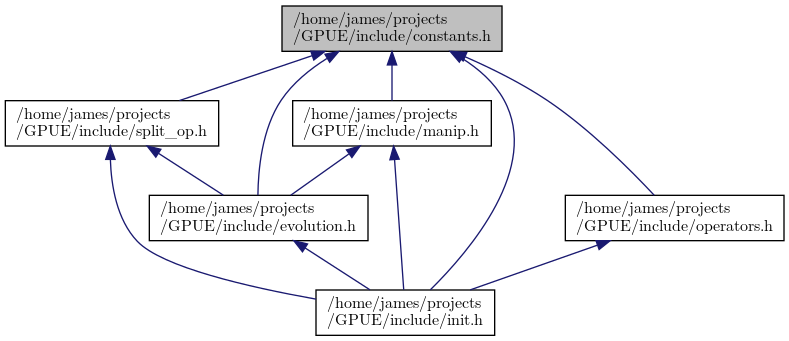 /home/james/projects
/GPUE/include/constants.h
/home/james/projects
/GPUE/include/split_op.h
/home/james/projects
/GPUE/include/manip.h
/home/james/projects
/GPUE/include/evolution.h
/home/james/projects
/GPUE/include/operators.h
/home/james/projects
/GPUE/include/init.h